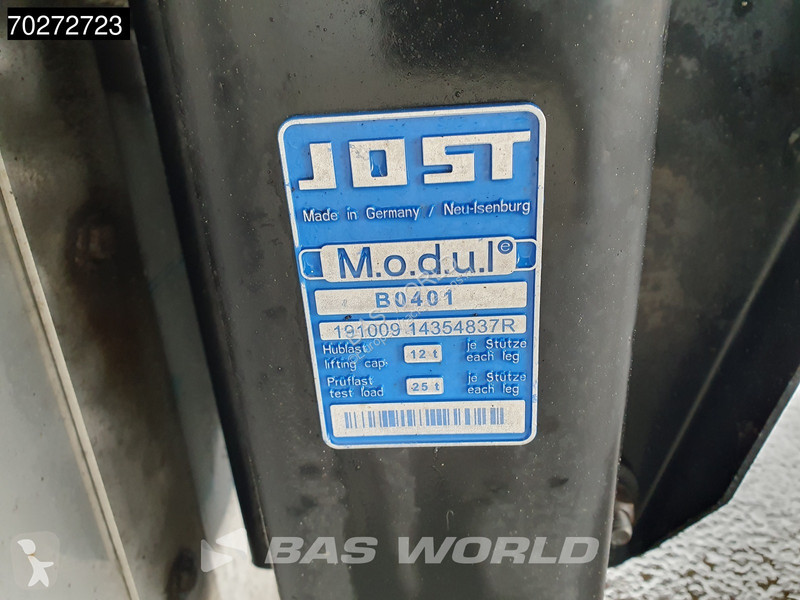 70272723
JOST
Made in Germany / Neu-Isenburg
M.o.d.u.l e
B0401
191009 14354837R
Hublast 12 t je Stütze
lifting cap. each leg
Prüflast 25 t je Stütze
test load each leg
BAS WORLD